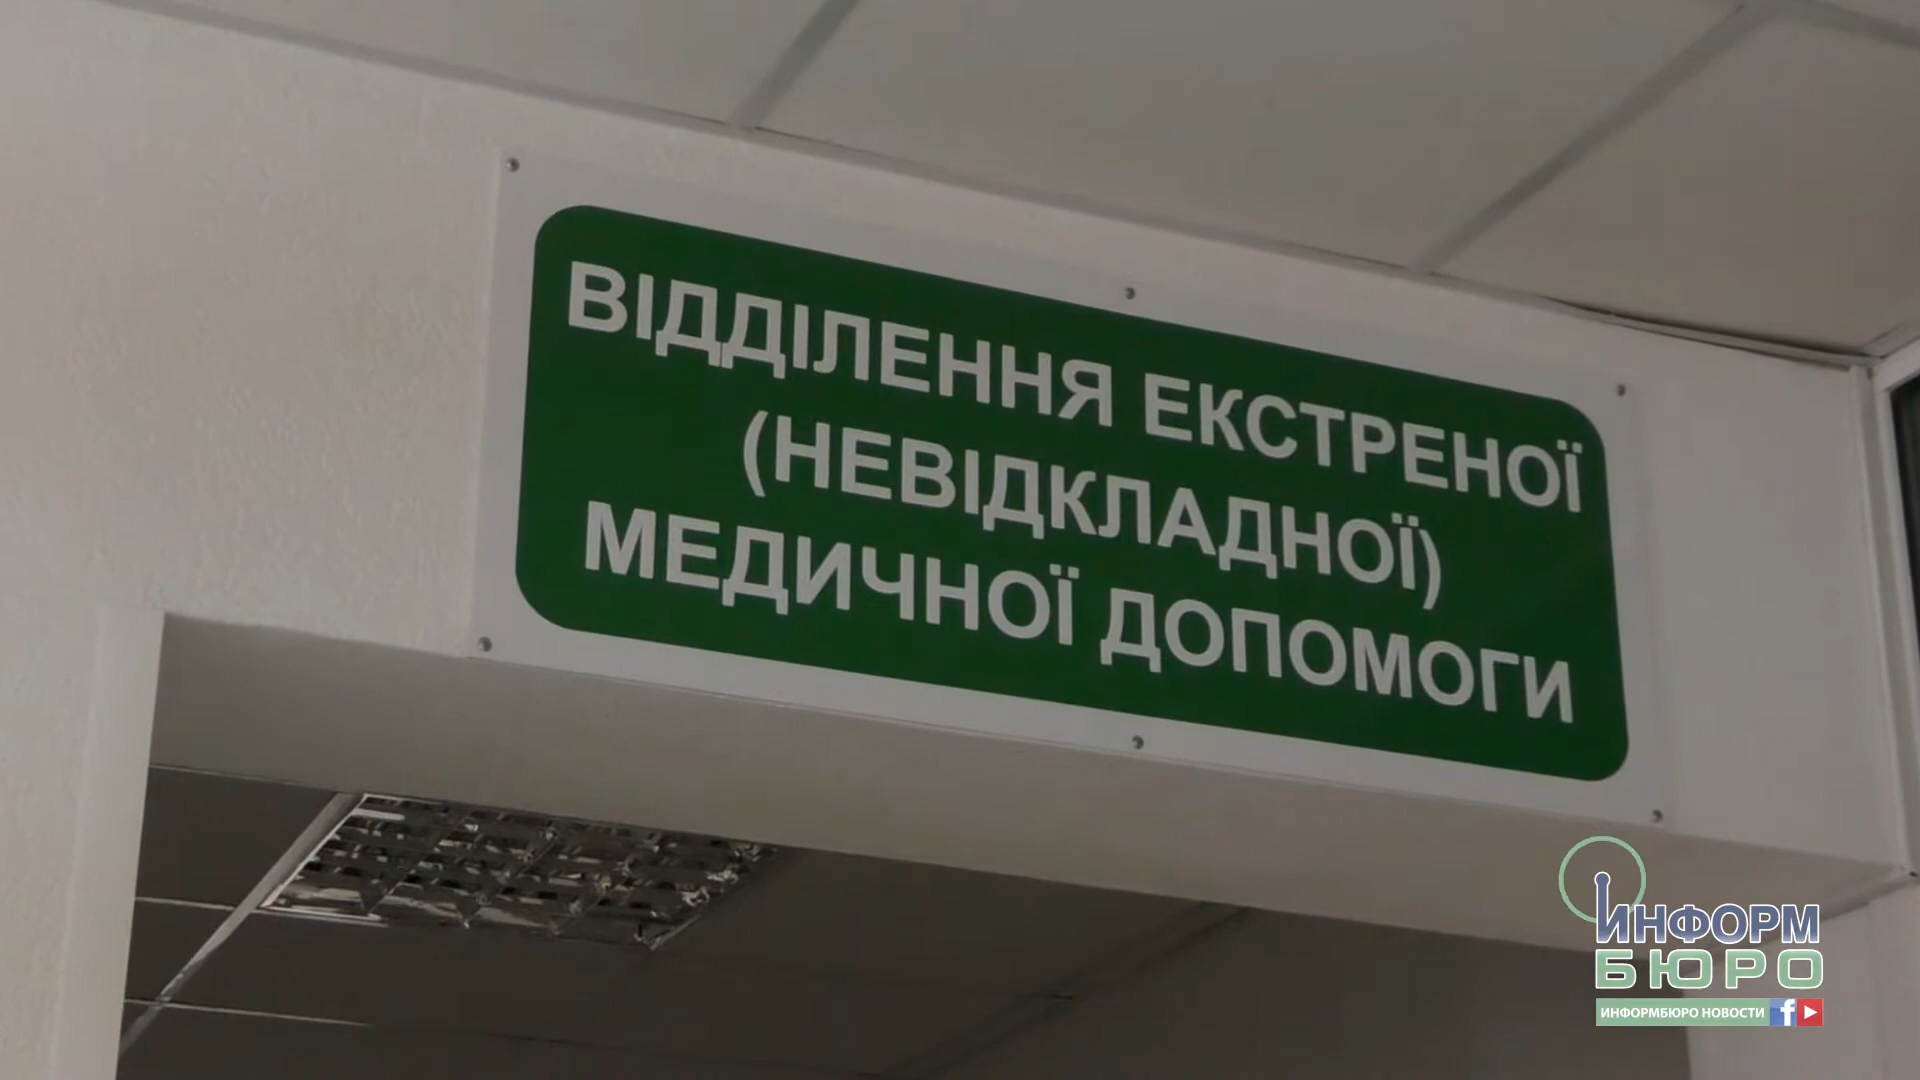 ВІДДІЛЕННЯ ЕКСТРЕНОЇ
(НЕВІДКЛАДНОЇ)
МЕДИЧНОЇ ДОПОМОГИ
ИНФОРМ
БЮРО
ИНФОРМБЮРО НОВОСТИ f